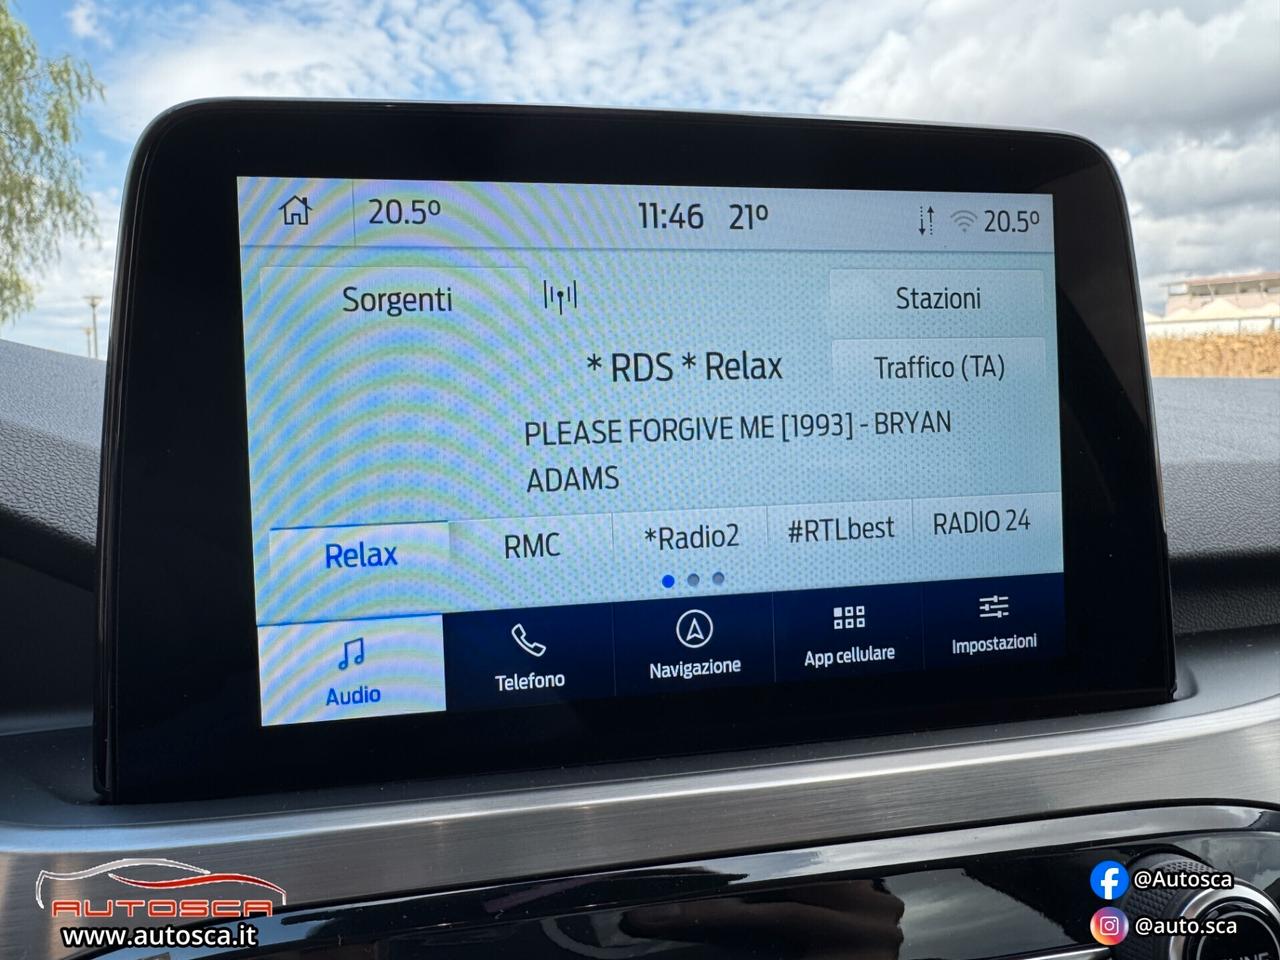 20.5º 11:46 21º 20.5º
Sorgenti Stazioni
* RDS * Relax Traffico (TA)
PLEASE FORGIVE ME [1993] - BRYAN
ADAMS
Relax RMC *Radio2 #RTLbest RADIO 24
Audio Telefono Navigazione App cellulare Impostazioni
AUTOSCA
www.autosca.it
@Autosca
@auto.sca